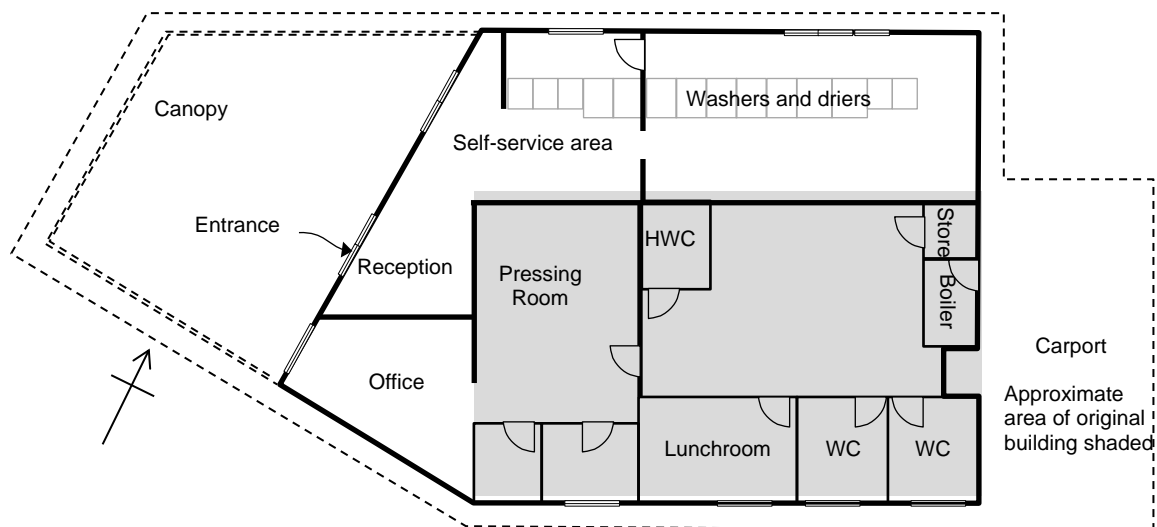 Canopy
Washers and driers
Self-service area
Entrance
Reception
Pressing
Room
HWC
Store
Boiler
Office
Carport
Approximate
area of original
building shaded
Lunchroom
WC
WC